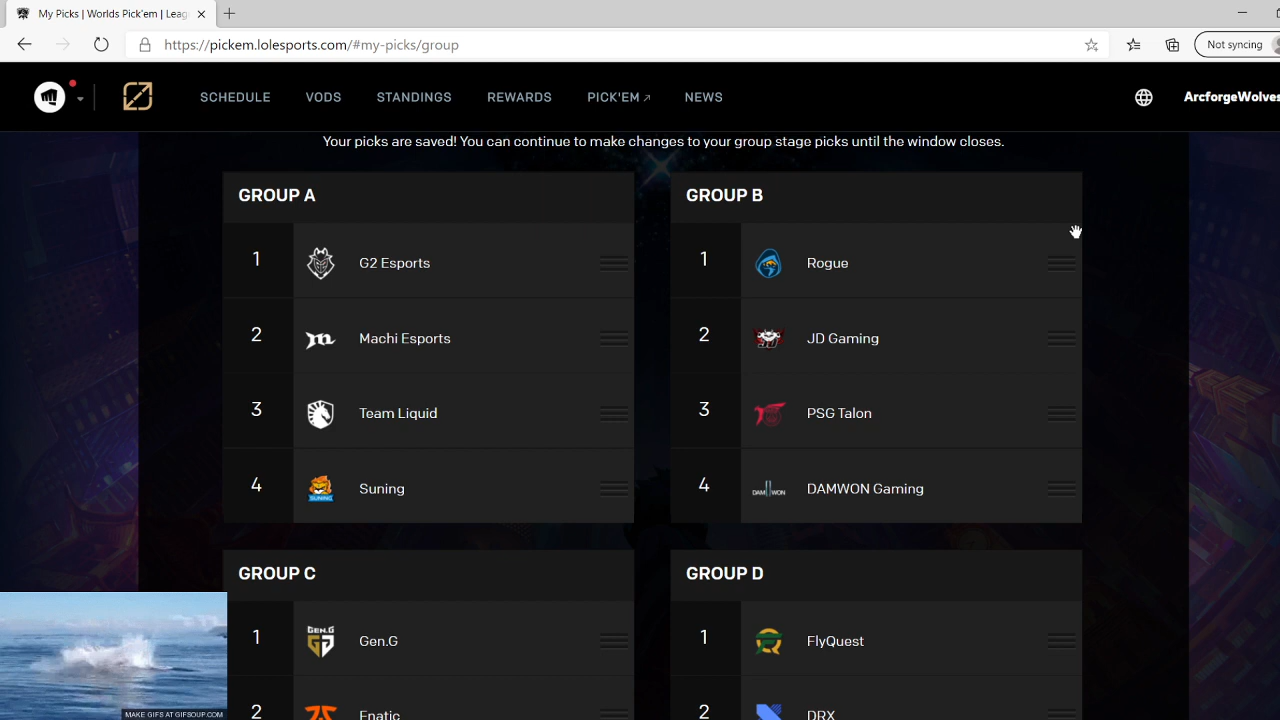 My Picks | Worlds Pick'em | Leag
https://pickem.lolesports.com/#my-picks/group
Not syncing
SCHEDULE VODS STANDINGS REWARDS PICK'EM NEWS
ArcforgeWolves
Your picks are saved! You can continue to make changes to your group stage picks until the window closes.
GROUP A
1 G2 Esports
2 Machi Esports
3 Team Liquid
4 SUNING Suning
GROUP B
1 Rogue
2 JD Gaming
3 PSG Talon
4 DAMWON DAMWON Gaming
GROUP C
1 GEN.G Gen.G
2 Fnatic
GROUP D
1 FlyQuest
2 DRX
MAKE GIFS AT GIFSOUP.COM